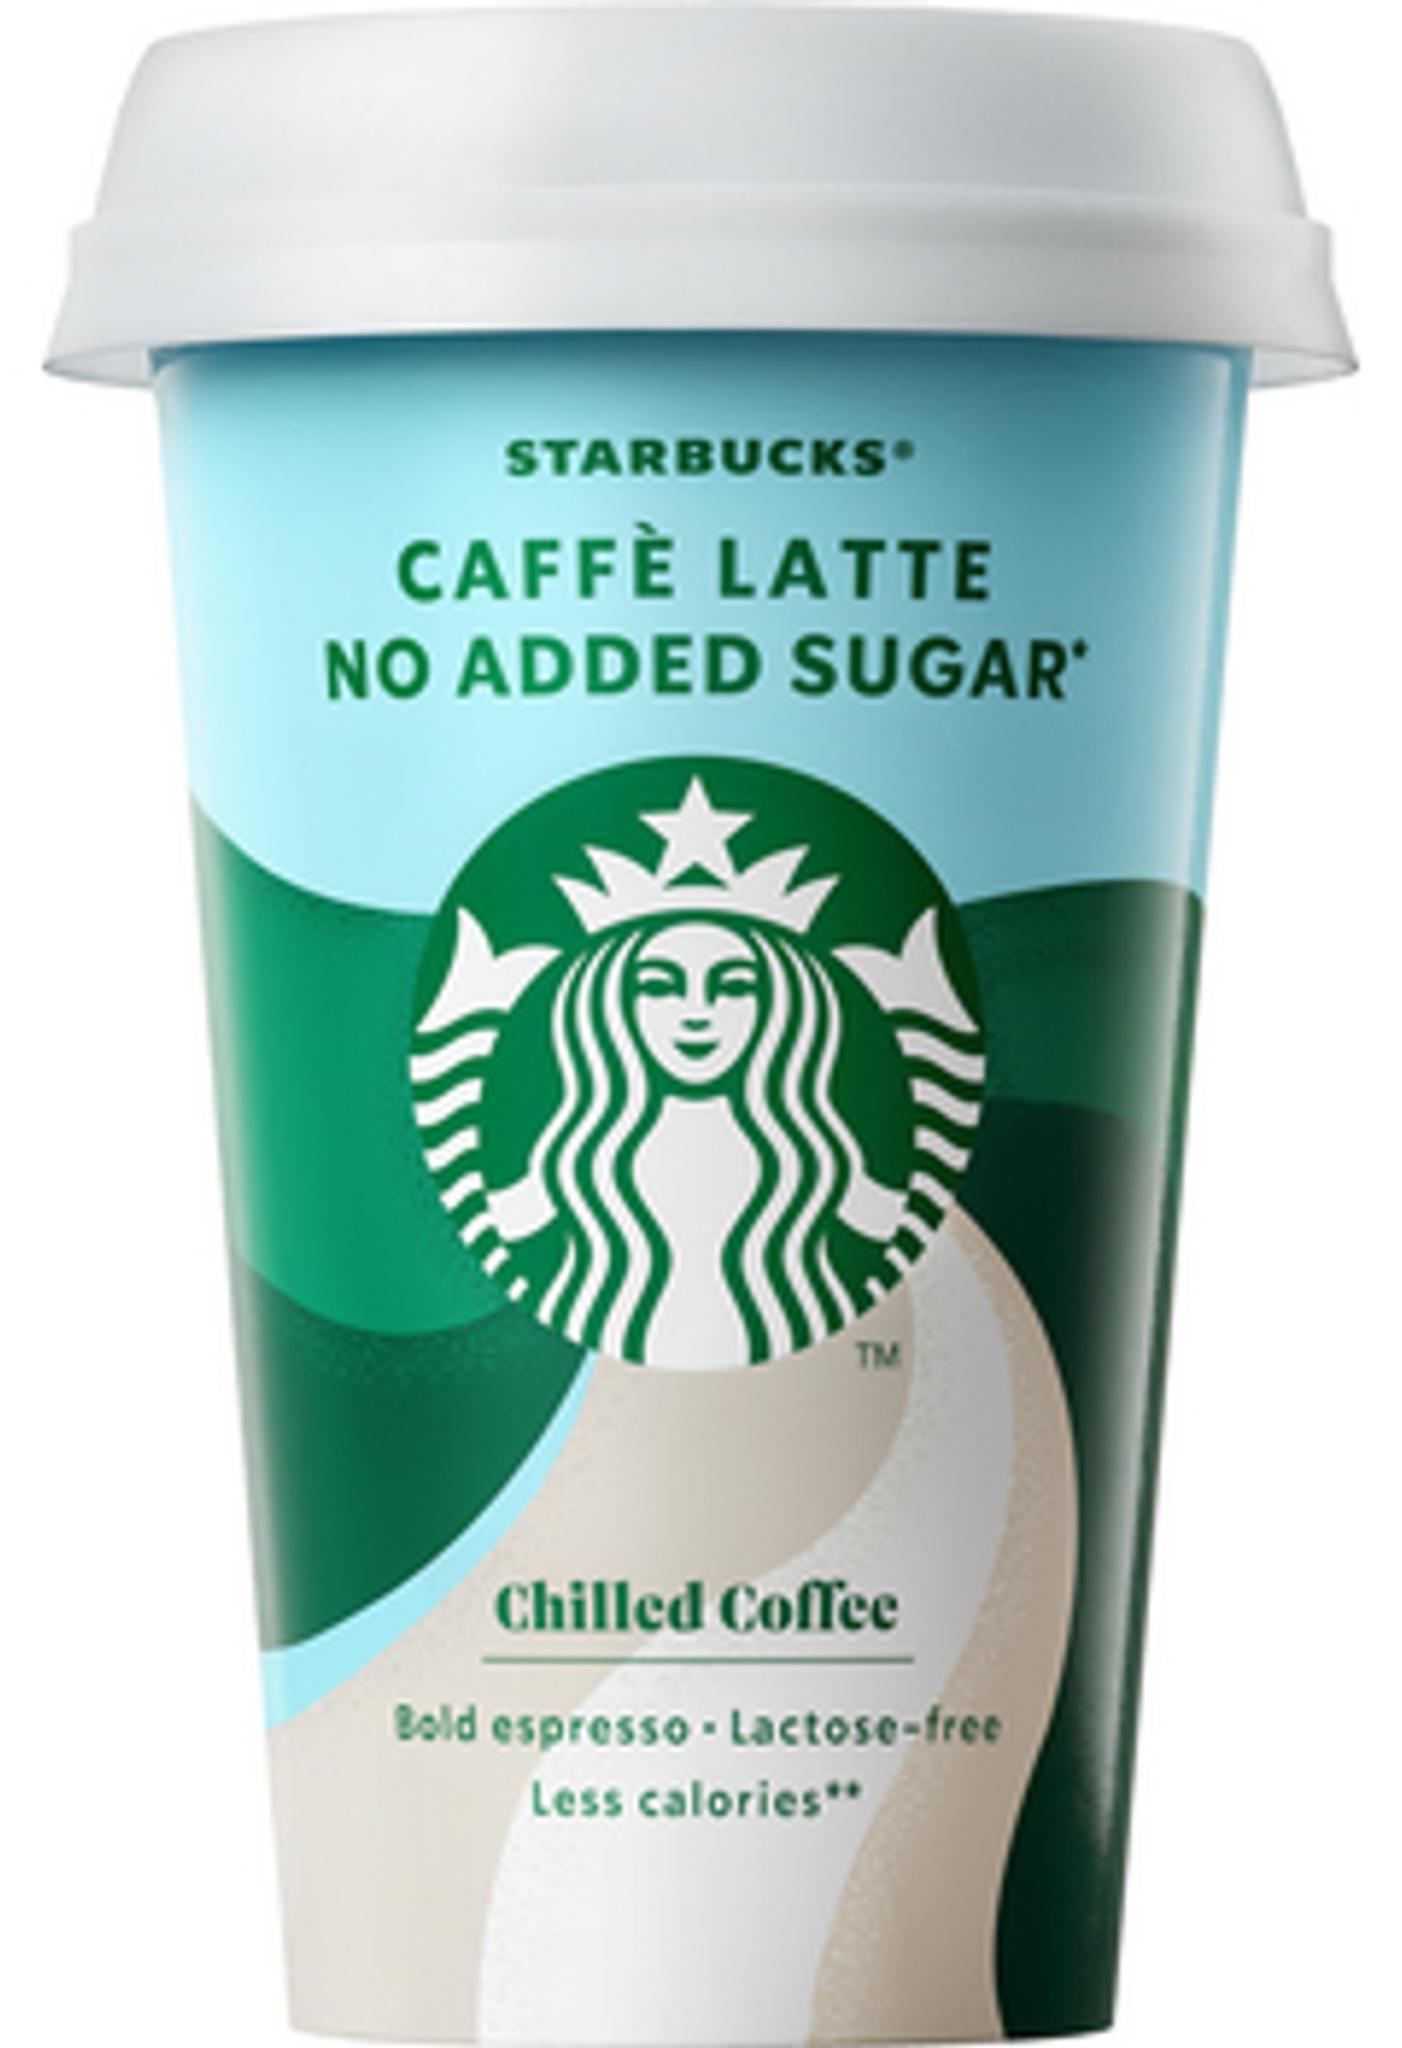 STARBUCKS®
CAFFÈ LATTE
NO ADDED SUGAR*
TM
Chilled Coffee
Bold espresso • Lactose-free
Less calories**